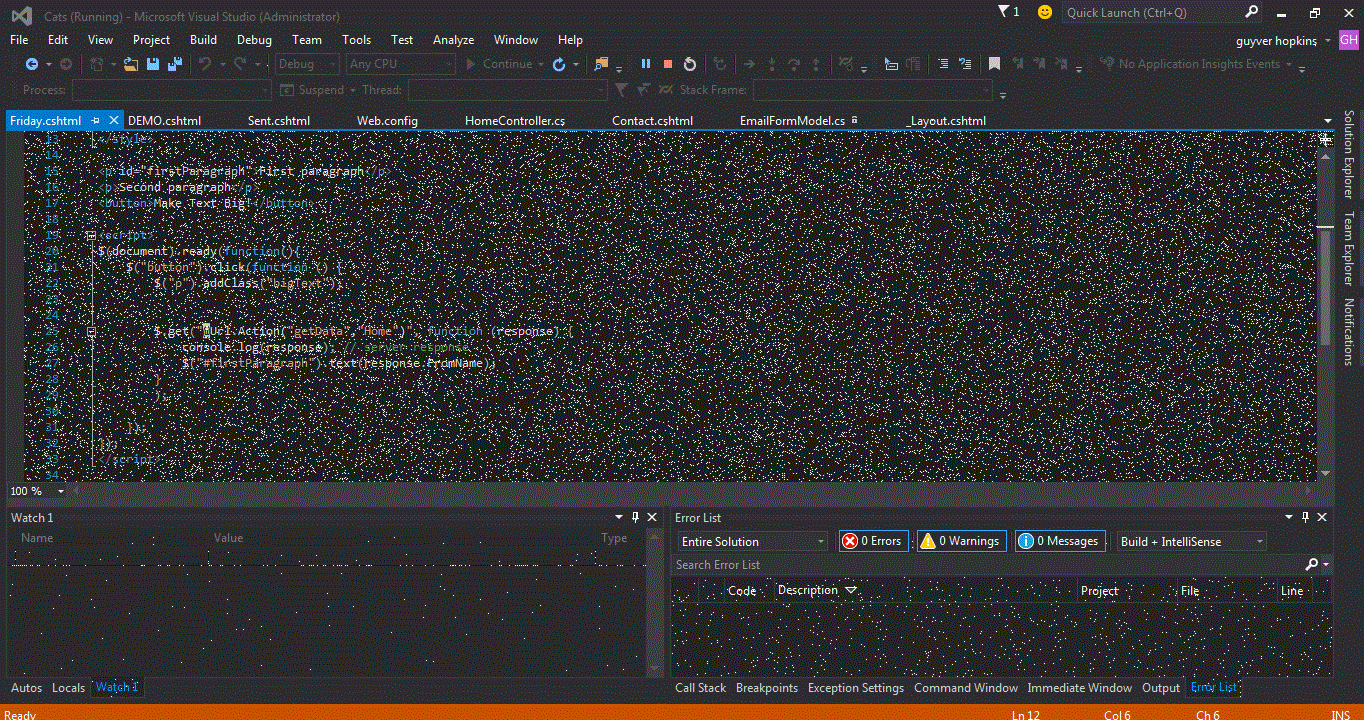 Cats (Running) - Microsoft Visual Studio (Administrator)
1
Quick Launch (Ctrl+Q)
File Edit View Project Build Debug Team Tools Test Analyze Window Help
guyver hopkins
GH
Debug Any CPU Continue No Application Insights Events
Process: Suspend Thread: Stack Frame:
Friday.cshtml DEMO.cshtml Sent.cshtml Web.config HomeController.cs Contact.cshtml EmailFormModel.cs _Layout.cshtml
13 </style>
14
15 <p id="firstParagraph">First paragraph</p>
16 <p>Second paragraph</p>
17 <button>Make Text Big!</button>
18
19 <script>
20 $(document).ready(function(){
21 $("button").click(function () {
22 $("p").addClass("bigText");
23
24
25 $.get("@Url.Action("getData","Home")", function (response) {
26 console.log(response); // server response
27 $("#firstParagraph").text(response.FromName);
28 }
29 );
30
31 });
32 });
33 </script>
34
100 %
Watch 1
Name Value Type
Autos Locals Watch 1
Error List
Entire Solution 0 Errors 0 Warnings 0 Messages Build + IntelliSense
Search Error List
Code Description Project File Line
Call Stack Breakpoints Exception Settings Command Window Immediate Window Output Error List
Solution Explorer
Team Explorer
Notifications
Ready Ln 12 Col 6 Ch 6 INS